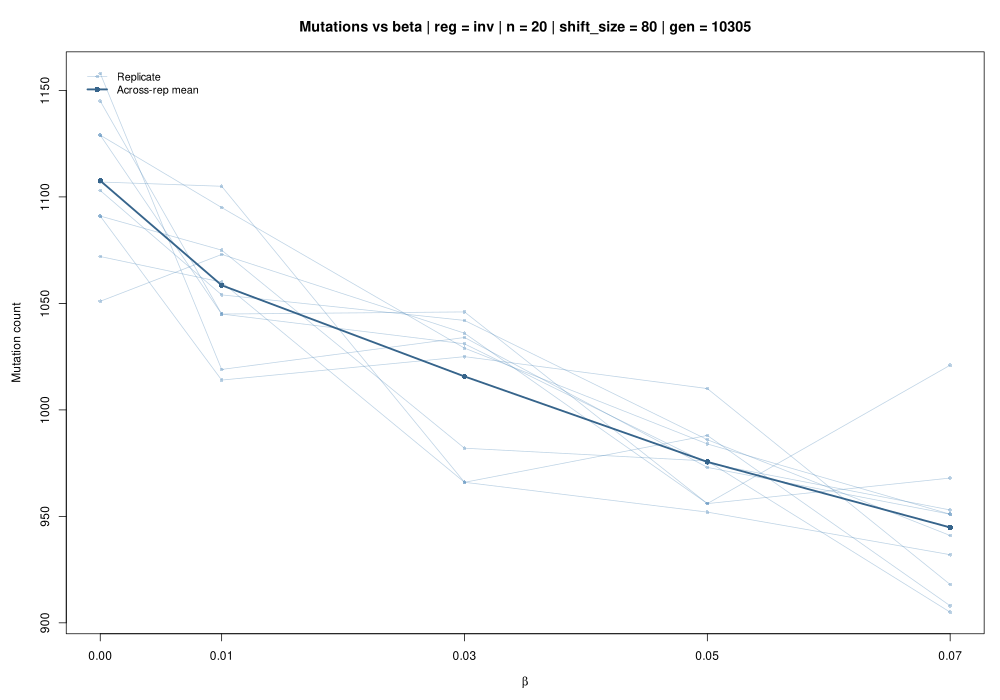 Mutations vs beta | reg = inv | n = 20 | shift_size = 80 | gen = 10305
Replicate
Across-rep mean
1150
1100
1050
1000
950
900
Mutation count
0.00 0.01 0.03 0.05 0.07
β